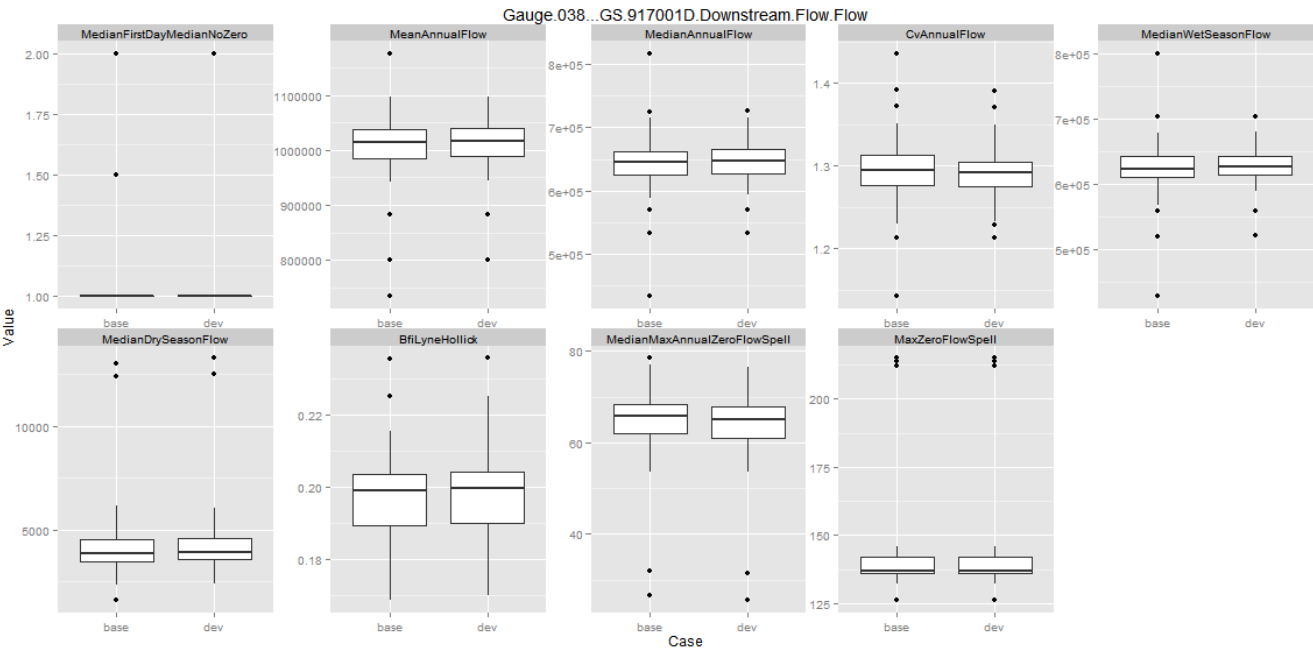 Gauge.038...GS.917001D.Downstream.Flow.Flow
MedianFirstDayMedianNoZero
2.00
1.75
1.50
1.25
1.00
base dev
MeanAnnualFlow
1100000
1000000
900000
800000
base dev
MedianAnnualFlow
8e+05
7e+05
6e+05
5e+05
base dev
CvAnnualFlow
1.4
1.3
1.2
base dev
MedianWetSeasonFlow
8e+05
7e+05
6e+05
5e+05
base dev
Value
MedianDrySeasonFlow
10000
5000
base dev
BfiLyneHollick
0.22
0.20
0.18
base dev
MedianMaxAnnualZeroFlowSpell
80
60
40
base dev
MaxZeroFlowSpell
200
175
150
125
base dev
Case